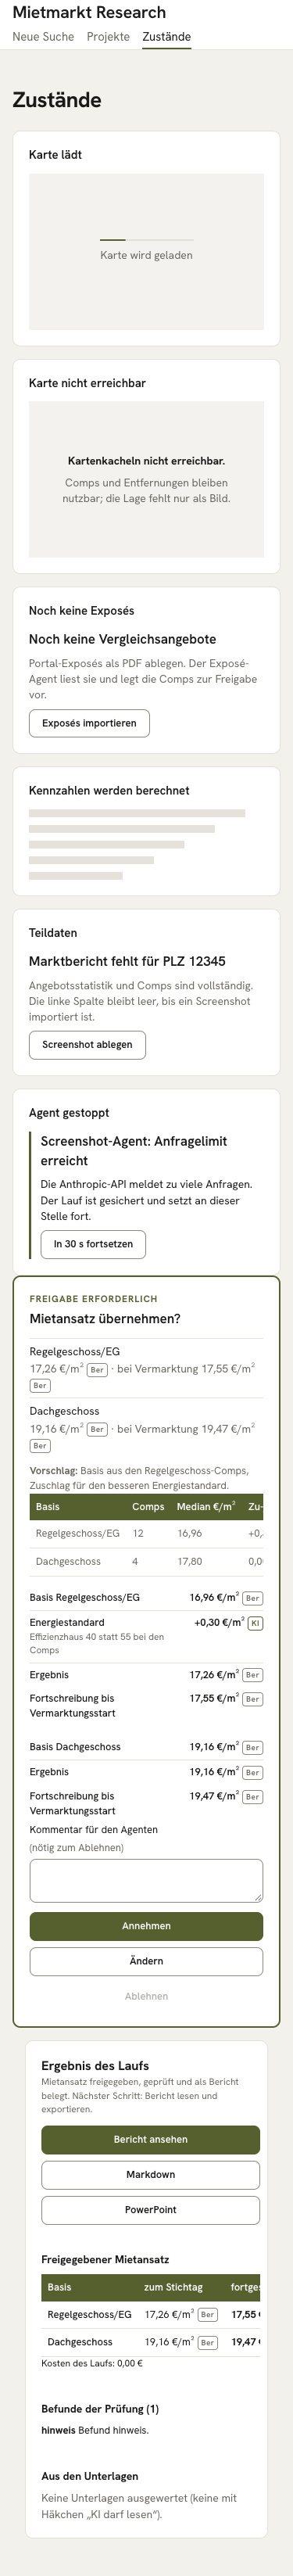 Mietmarkt Research
Neue Suche Projekte Zustände
Zustände
Karte lädt
Karte wird geladen
Karte nicht erreichbar
Kartenkacheln nicht erreichbar.
Comps und Entfernungen bleiben
nutzbar; die Lage fehlt nur als Bild.
Noch keine Exposés
Noch keine Vergleichsangebote
Portal-Exposés als PDF ablegen. Der Exposé-
Agent liest sie und legt die Comps zur Freigabe
vor.
Exposés importieren
Kennzahlen werden berechnet
Teildaten
Marktbericht fehlt für PLZ 12345
Angebotsstatistik und Comps sind vollständig.
Die linke Spalte bleibt leer, bis ein Screenshot
importiert ist.
Screenshot ablegen
Agent gestoppt
Screenshot-Agent: Anfragelimit
erreicht
Die Anthropic-API meldet zu viele Anfragen.
Der Lauf ist gesichert und setzt an dieser
Stelle fort.
In 30 s fortsetzen
FREIGABE ERFORDERLICH
Mietansatz übernehmen?
Regelgeschoss/EG
17,26 €/m² Ber · bei Vermarktung 17,55 €/m²
Ber
Dachgeschoss
19,16 €/m² Ber · bei Vermarktung 19,47 €/m²
Ber
Vorschlag: Basis aus den Regelgeschoss-Comps,
Zuschlag für den besseren Energiestandard.
Basis Comps Median €/m² Zu-
Regelgeschoss/EG 12 16,96 +0,
Dachgeschoss 4 17,80 0,0
Basis Regelgeschoss/EG 16,96 €/m² Ber
Energiestandard +0,30 €/m² KI
Effizienzhaus 40 statt 55 bei den
Comps
Ergebnis 17,26 €/m² Ber
Fortschreibung bis 17,55 €/m² Ber
Vermarktungsstart
Basis Dachgeschoss 19,16 €/m² Ber
Ergebnis 19,16 €/m² Ber
Fortschreibung bis 19,47 €/m² Ber
Vermarktungsstart
Kommentar für den Agenten
(nötig zum Ablehnen)
Annehmen
Ändern
Ablehnen
Ergebnis des Laufs
Mietansatz freigegeben, geprüft und als Bericht
belegt. Nächster Schritt: Bericht lesen und
exportieren.
Bericht ansehen
Markdown
PowerPoint
Freigegebener Mietansatz
Basis zum Stichtag fortges
Regelgeschoss/EG 17,26 €/m² Ber 17,55
Dachgeschoss 19,16 €/m² Ber 19,47
Kosten des Laufs: 0,00 €
Befunde der Prüfung (1)
hinweis Befund hinweis.
Aus den Unterlagen
Keine Unterlagen ausgewertet (keine mit
Häkchen „KI darf lesen“).